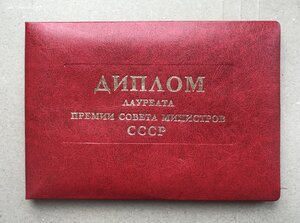 ДИПЛОМ
ЛАУРЕАТА
ПРЕМИИ СОВЕТА МИНИСТРОВ
СССР